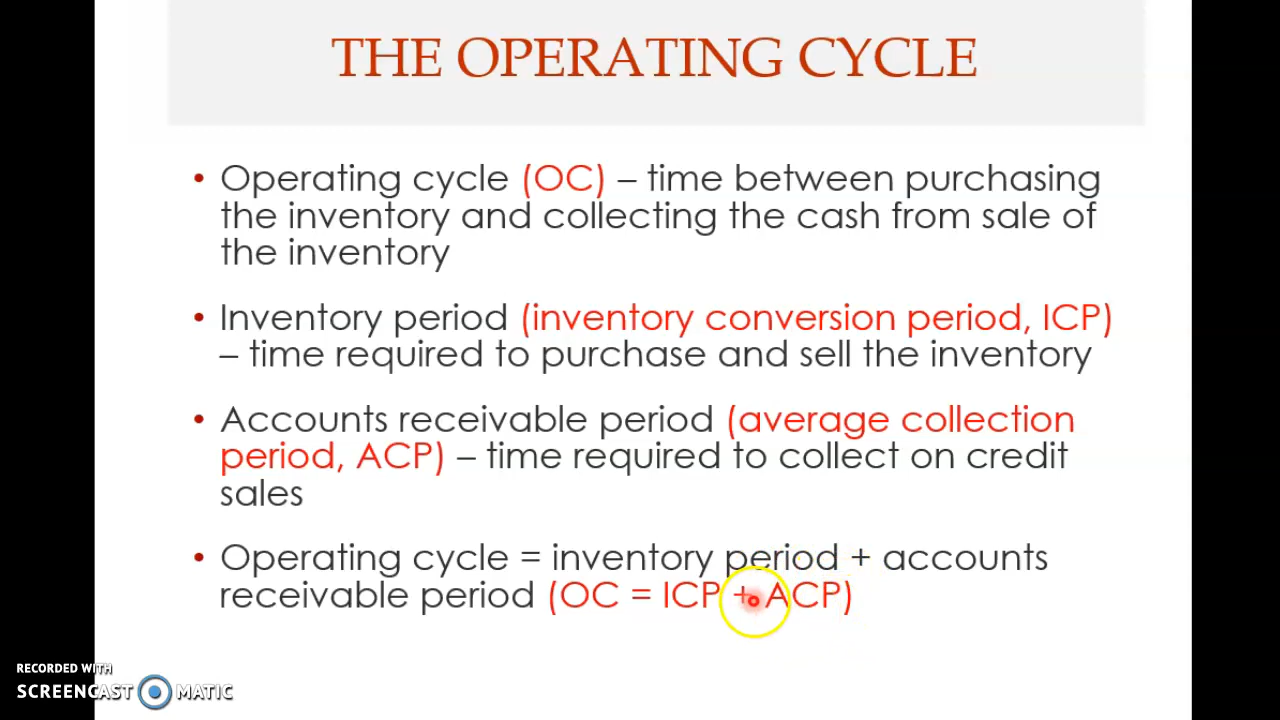 THE OPERATING CYCLE
• Operating cycle (OC) – time between purchasing
the inventory and collecting the cash from sale of
the inventory
• Inventory period (inventory conversion period, ICP)
– time required to purchase and sell the inventory
• Accounts receivable period (average collection
period, ACP) – time required to collect on credit
sales
• Operating cycle = inventory period + accounts
receivable period (OC = ICP + ACP)
RECORDED WITH
SCREENCAST MATIC